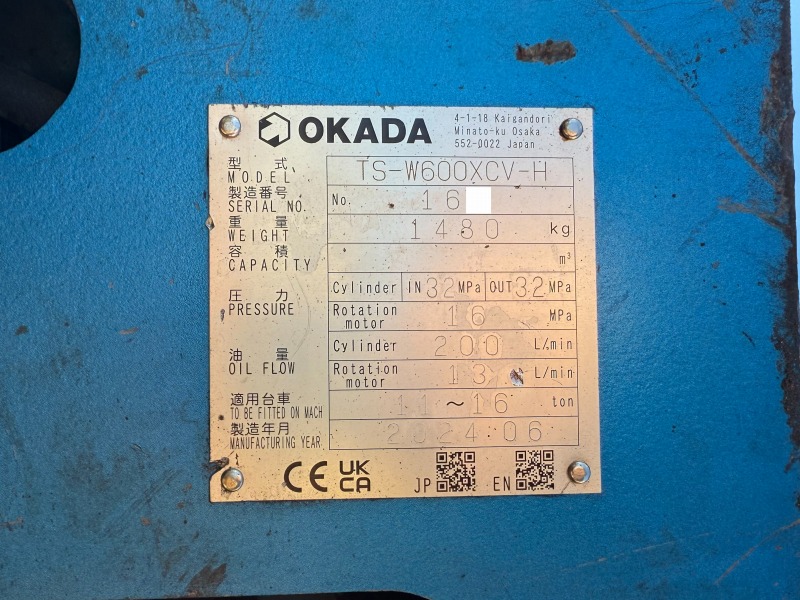 OKADA
4-1-18 Kaigandori
Minato-ku Osaka
552-0022 Japan
型式 MODEL TS-W600XCV-H
製造番号 SERIAL NO. No. 16
重量 WEIGHT 1480 kg
容積 CAPACITY m³
圧力 PRESSURE Cylinder IN 32 MPa OUT 32 MPa
Rotation motor 16 MPa
油量 OIL FLOW Cylinder 200 L/min
Rotation motor 13 L/min
適用台車 TO BE FITTED ON MACH 11~16 ton
製造年月 MANUFACTURING YEAR 2024.06
CE UK CA JP EN